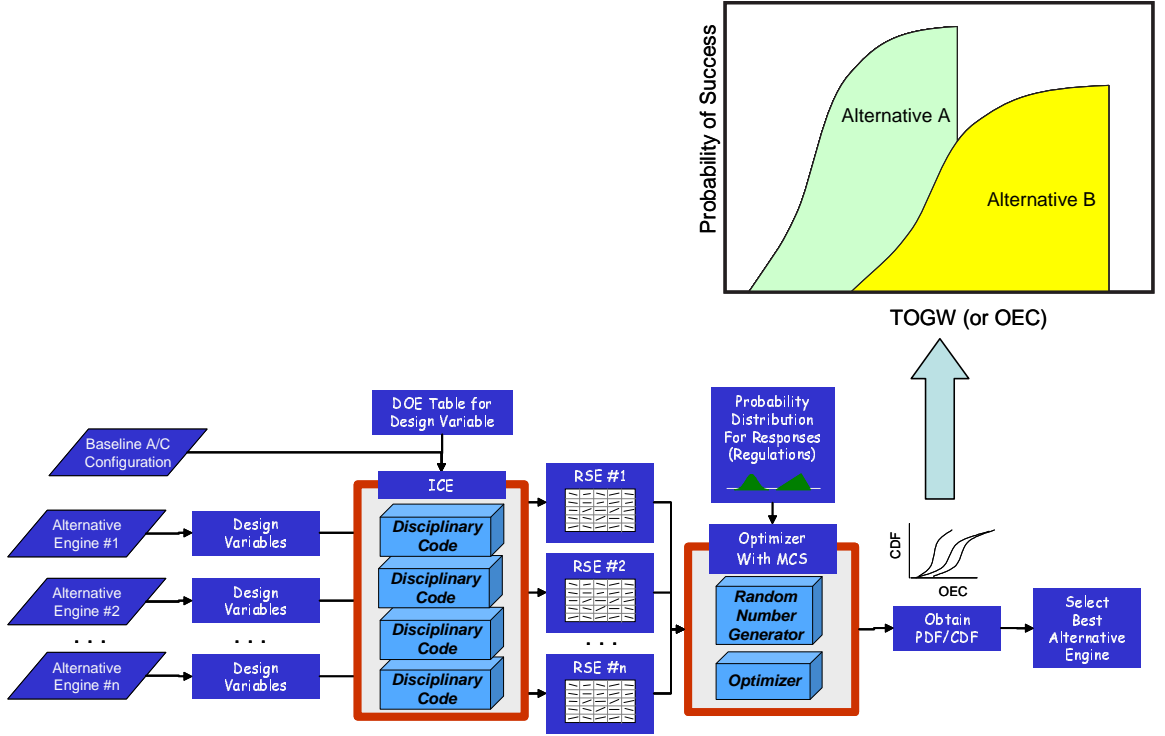 Probability of Success
Alternative A
Alternative B
TOGW (or OEC)
DOE Table for
Design Variable
Probability
Distribution
For Responses
(Regulations)
Baseline A/C
Configuration
ICE
RSE #1
Alternative
Engine #1
Design
Variables
Disciplinary
Code
Optimizer
With MCS
CDF
OEC
Alternative
Engine #2
Design
Variables
Disciplinary
Code
RSE #2
Random
Number
Generator
Obtain
PDF/CDF
Select
Best
Alternative
Engine
. . .
. . .
Disciplinary
Code
. . .
Alternative
Engine #n
Design
Variables
Disciplinary
Code
RSE #n
Optimizer